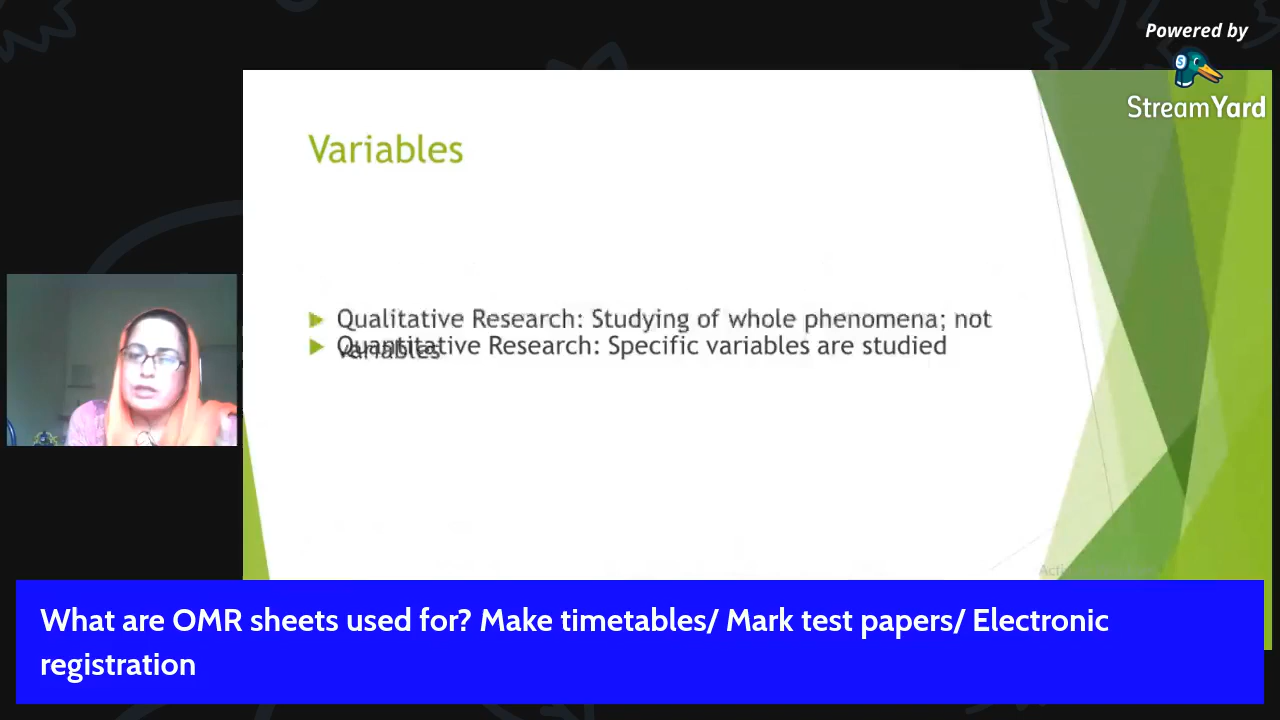 Powered by
StreamYard
Variables
Qualitative Research: Studying of whole phenomena; not
variables
Quantitative Research: Specific variables are studied
What are OMR sheets used for? Make timetables/ Mark test papers/ Electronic
registration